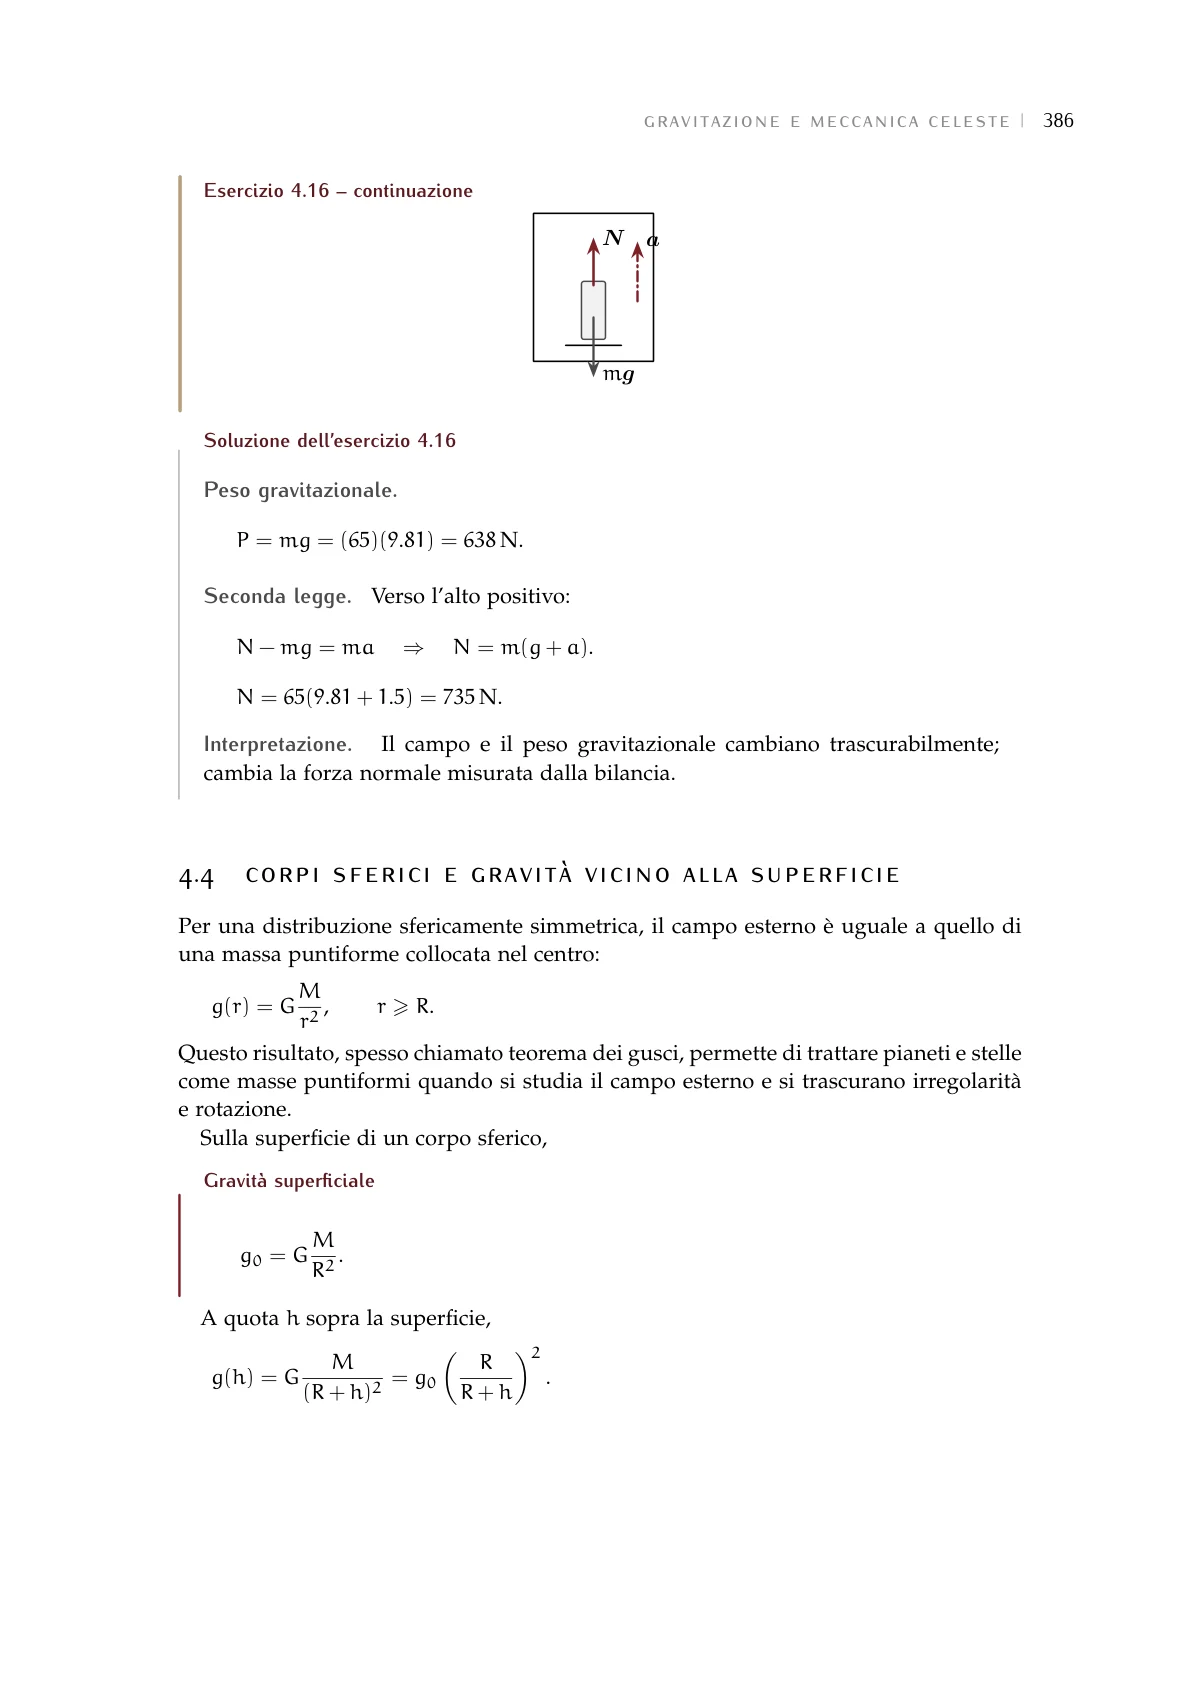 GRAVITAZIONE E MECCANICA CELESTE | 386
Esercizio 4.16 – continuazione
N a
mg
Soluzione dell'esercizio 4.16
Peso gravitazionale.
P = mg = (65)(9.81) = 638 N.
Seconda legge. Verso l'alto positivo:
N − mg = ma ⇒ N = m(g + a).
N = 65(9.81 + 1.5) = 735 N.
Interpretazione. Il campo e il peso gravitazionale cambiano trascurabilmente;
cambia la forza normale misurata dalla bilancia.
4.4 CORPI SFERICI E GRAVITÀ VICINO ALLA SUPERFICIE
Per una distribuzione sfericamente simmetrica, il campo esterno è uguale a quello di
una massa puntiforme collocata nel centro:
g(r) = G M/r², r ⩾ R.
Questo risultato, spesso chiamato teorema dei gusci, permette di trattare pianeti e stelle
come masse puntiformi quando si studia il campo esterno e si trascurano irregolarità
e rotazione.
Sulla superficie di un corpo sferico,
Gravità superficiale
g₀ = G M/R².
A quota h sopra la superficie,
g(h) = G M/(R + h)² = g₀ (R/(R + h))².